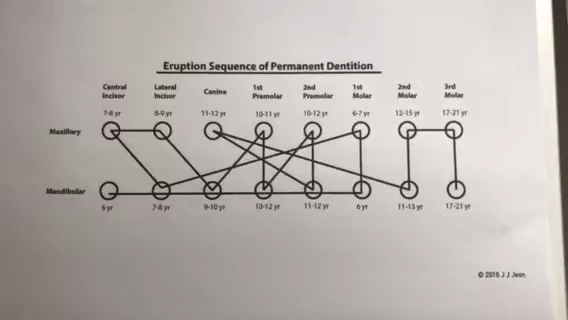 Eruption Sequence of Permanent Dentition
Central Incisor
Lateral Incisor
Canine
1st Premolar
2nd Premolar
1st Molar
2nd Molar
3rd Molar
7-8 yr 8-9 yr 11-12 yr 10-11 yr 10-12 yr 6-7 yr 12-15 yr 17-21 yr
Maxillary
Mandibular
6-yr 7-8 yr 9-10 yr 10-12 yr 11-12 yr 6 yr 11-13 yr 17-21 yr
© 2015 J J Jeon